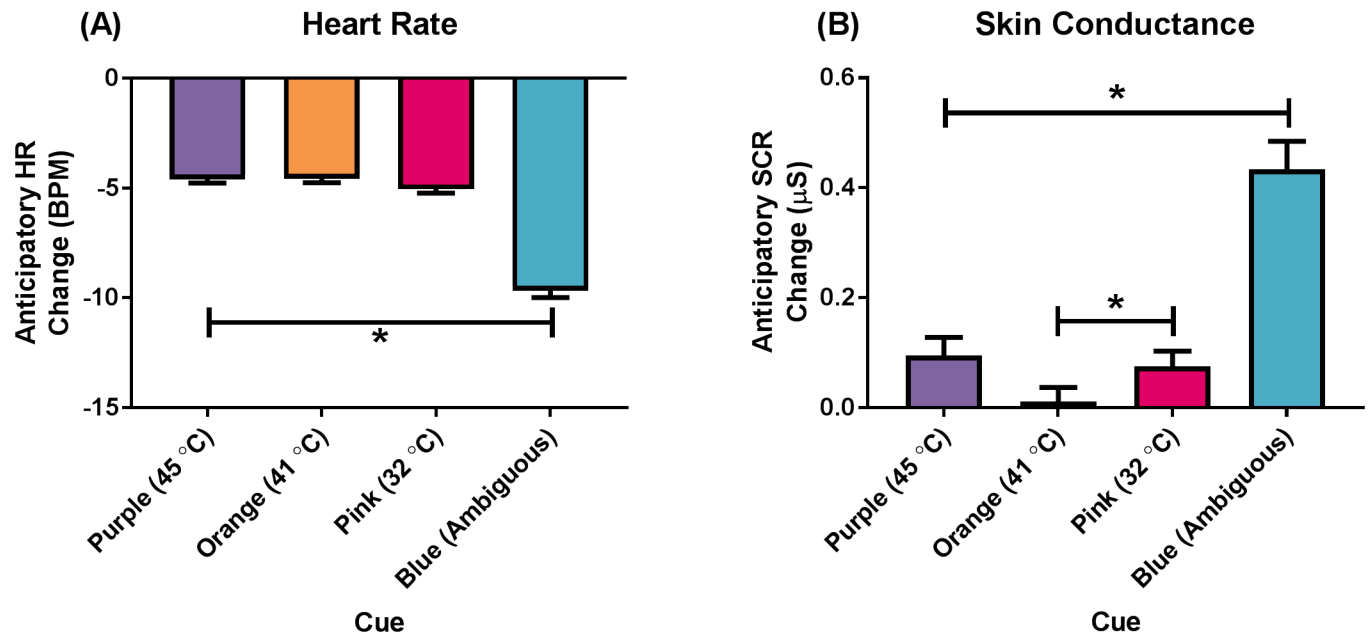 (A) Heart Rate
0
-5
-10
-15
Anticipatory HR
Change (BPM)
*
Purple (45 °C)
Orange (41 °C)
Pink (32 °C)
Blue (Ambiguous)
Cue
(B) Skin Conductance
0.6
0.4
0.2
0.0
Anticipatory SCR
Change (μS)
*
*
Purple (45 °C)
Orange (41 °C)
Pink (32 °C)
Blue (Ambiguous)
Cue